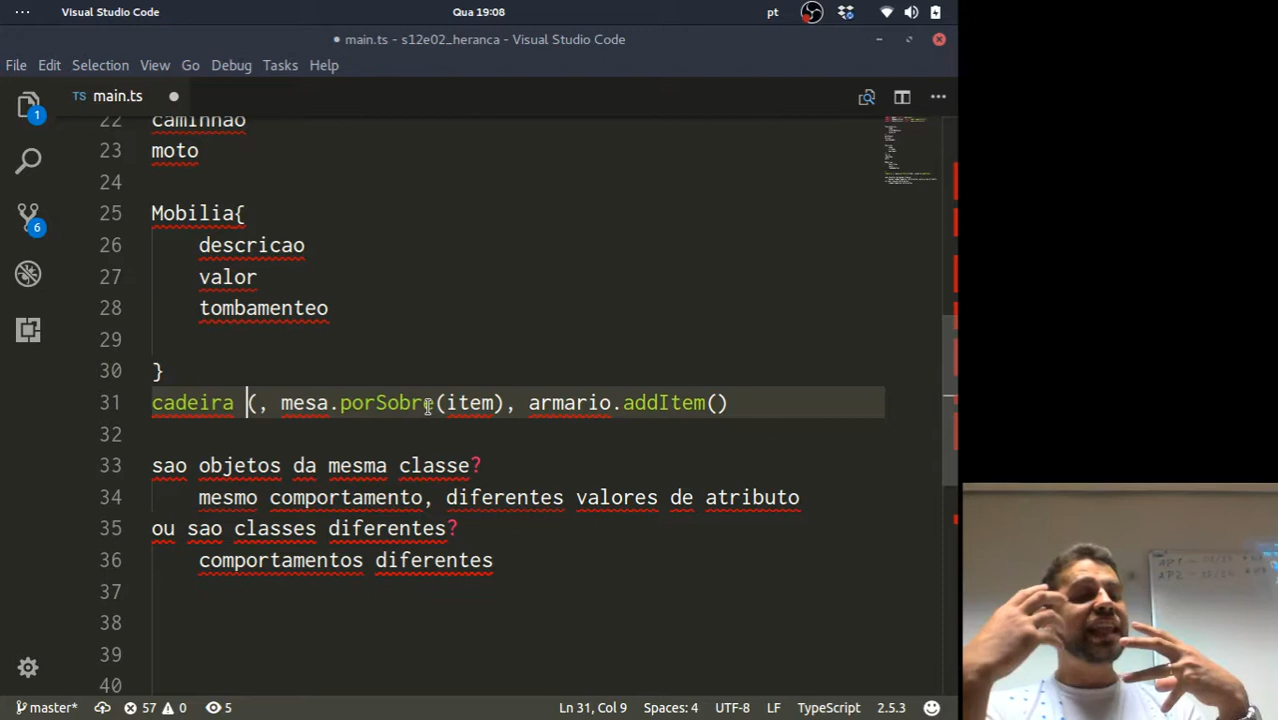 Visual Studio Code
Qua 19:08
pt
main.ts - s12e02_heranca - Visual Studio Code
File Edit Selection View Go Debug Tasks Help
TS main.ts
1
6
22 caminhao
23 moto
24
25 Mobilia{
26 descricao
27 valor
28 tombamenteo
29
30 }
31 cadeira (, mesa.porSobre(item), armario.addItem()
32
33 sao objetos da mesma classe?
34 mesmo comportamento, diferentes valores de atributo
35 ou sao classes diferentes?
36 comportamentos diferentes
37
38
39
40
master* 57 0 5 Ln 31, Col 9 Spaces: 4 UTF-8 LF TypeScript 2.5.3